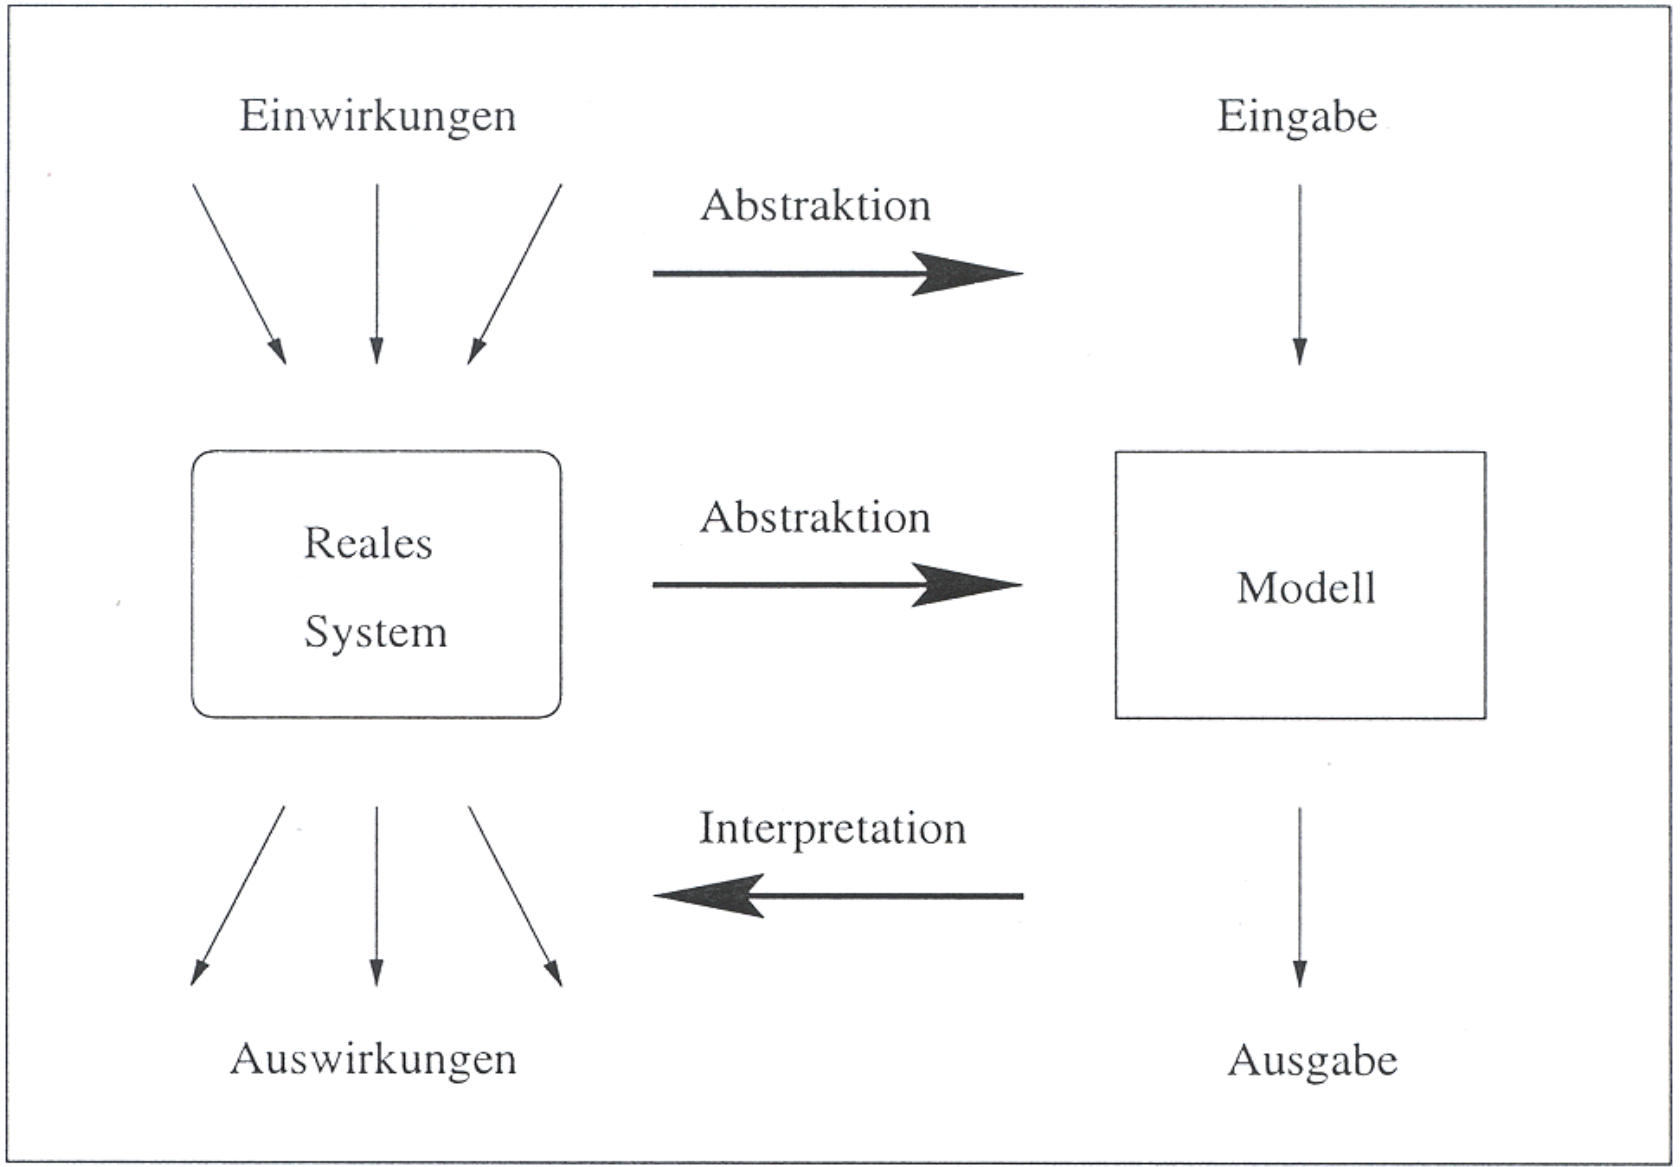 Einwirkungen
Eingabe
Abstraktion
Abstraktion
Reales
System
Modell
Interpretation
Auswirkungen
Ausgabe